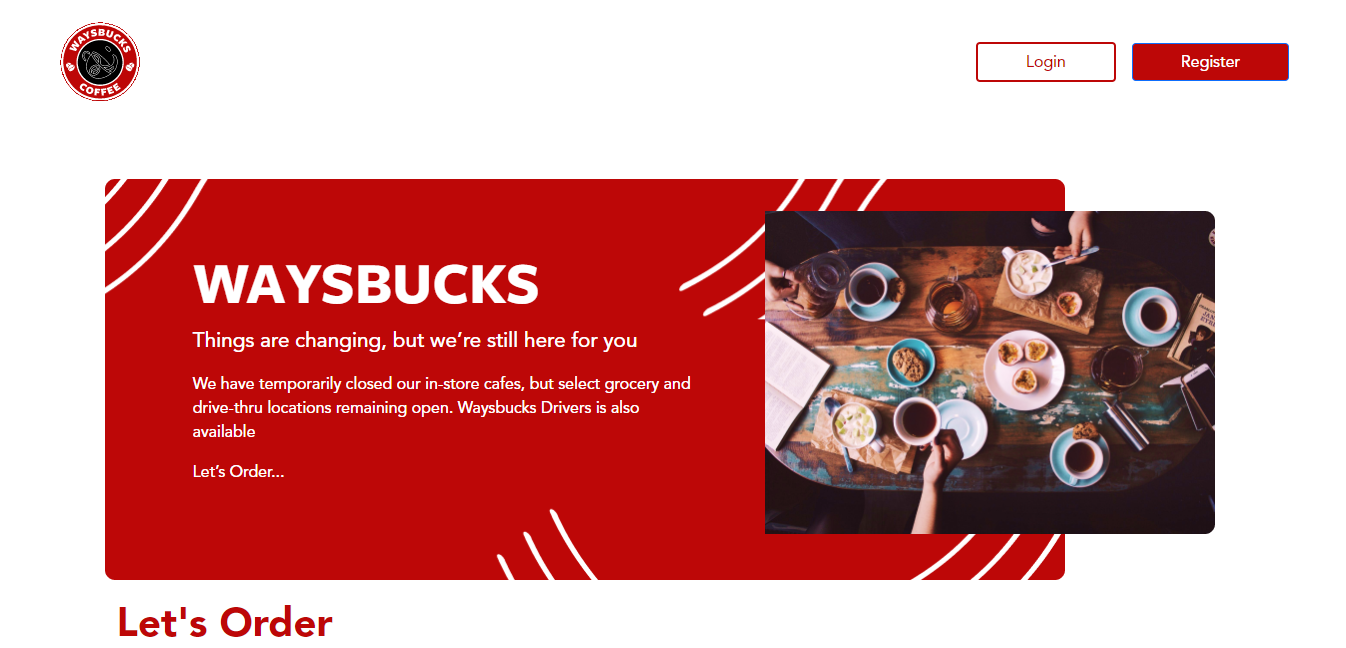 WAYSBUCKS
COFFEE
Login
Register
WAYSBUCKS
Things are changing, but we’re still here for you
We have temporarily closed our in-store cafes, but select grocery and
drive-thru locations remaining open. Waysbucks Drivers is also
available
Let’s Order...
Let's Order